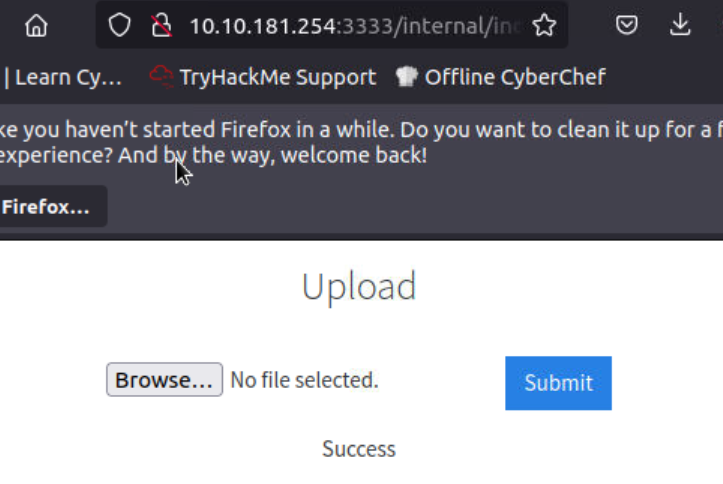 10.10.181.254:3333/internal/in
| Learn Cy… TryHackMe Support Offline CyberChef
ke you haven't started Firefox in a while. Do you want to clean it up for a f
experience? And by the way, welcome back!
Firefox…
Upload
Browse… No file selected. Submit
Success